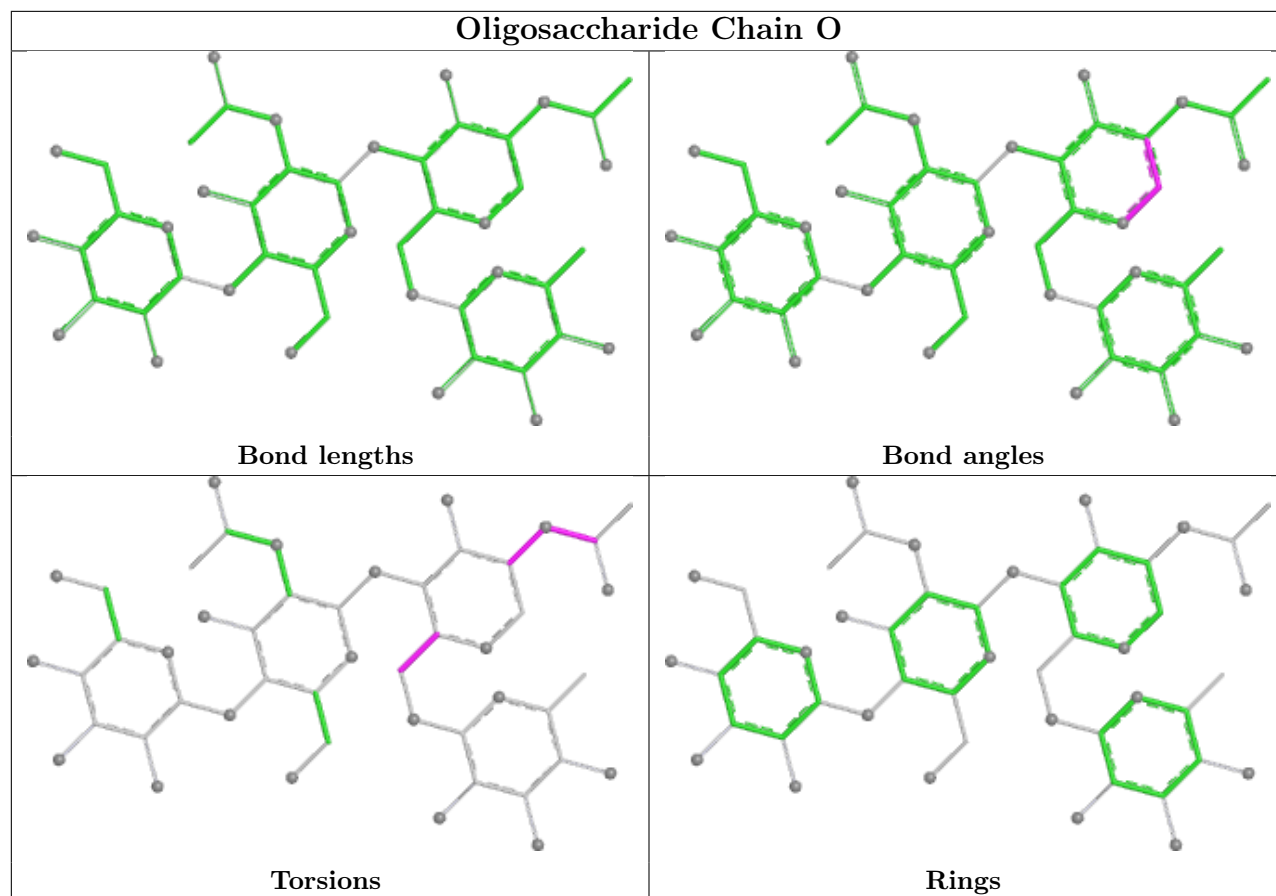 Oligosaccharide Chain O
Bond lengths
Bond angles
Torsions
Rings